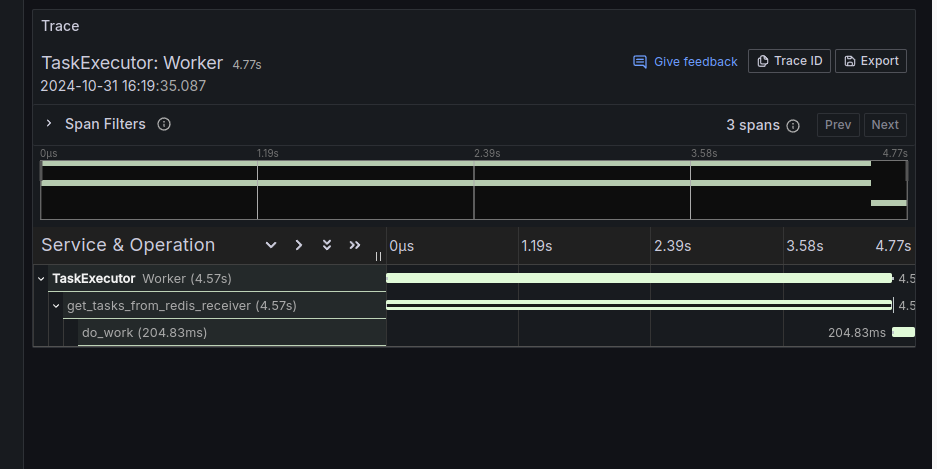 Trace
TaskExecutor: Worker 4.77s
Give feedback
Trace ID
Export
2024-10-31 16:19:35.087
Span Filters
3 spans
Prev
Next
0µs 1.19s 2.39s 3.58s 4.77s
Service & Operation
0µs 1.19s 2.39s 3.58s 4.77s
TaskExecutor Worker (4.57s) 4.5
get_tasks_from_redis_receiver (4.57s) 4.5
do_work (204.83ms) 204.83ms